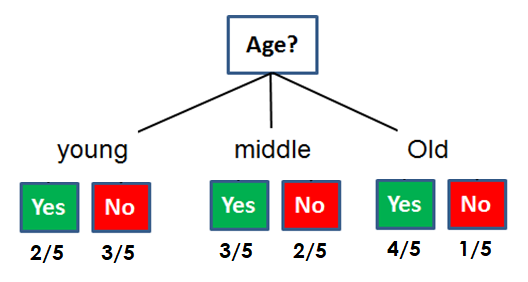 Age?
young middle Old
Yes No Yes No Yes No
2/5 3/5 3/5 2/5 4/5 1/5